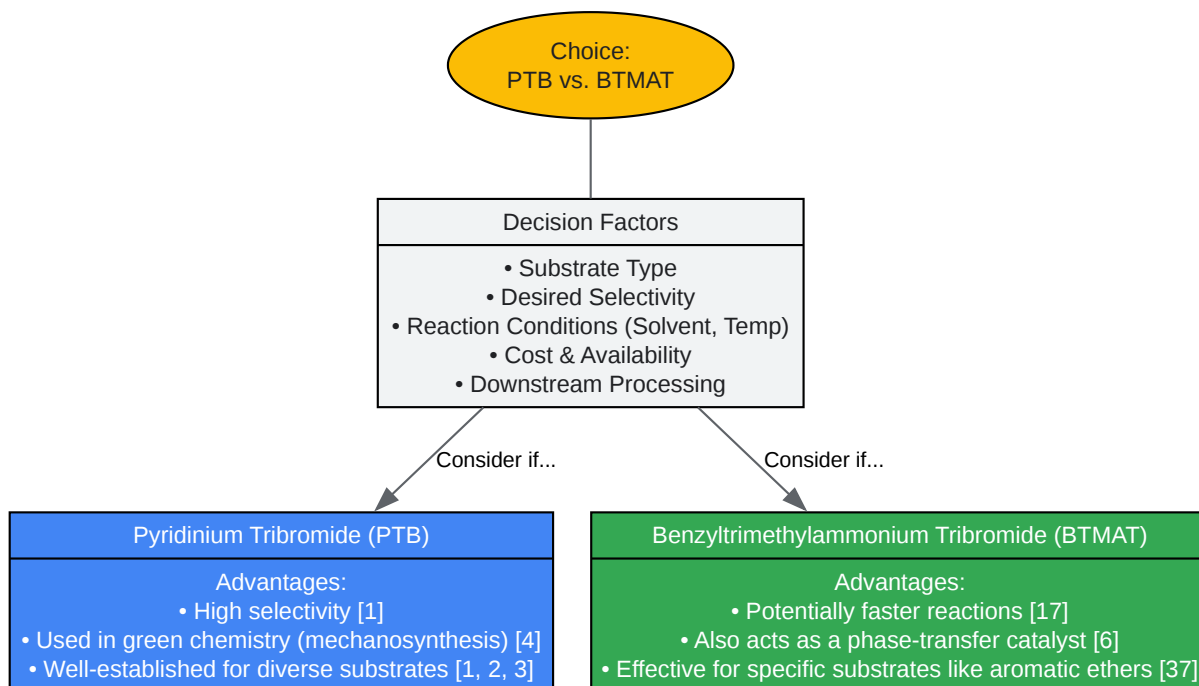 Choice:
PTB vs. BTMAT
Decision Factors
• Substrate Type
• Desired Selectivity
• Reaction Conditions (Solvent, Temp)
• Cost & Availability
• Downstream Processing
Consider if...
Consider if...
Pyridinium Tribromide (PTB)
Advantages:
• High selectivity [1]
• Used in green chemistry (mechanosynthesis) [4]
• Well-established for diverse substrates [1, 2, 3]
Benzyltrimethylammonium Tribromide (BTMAT)
Advantages:
• Potentially faster reactions [17]
• Also acts as a phase-transfer catalyst [6]
• Effective for specific substrates like aromatic ethers [37]